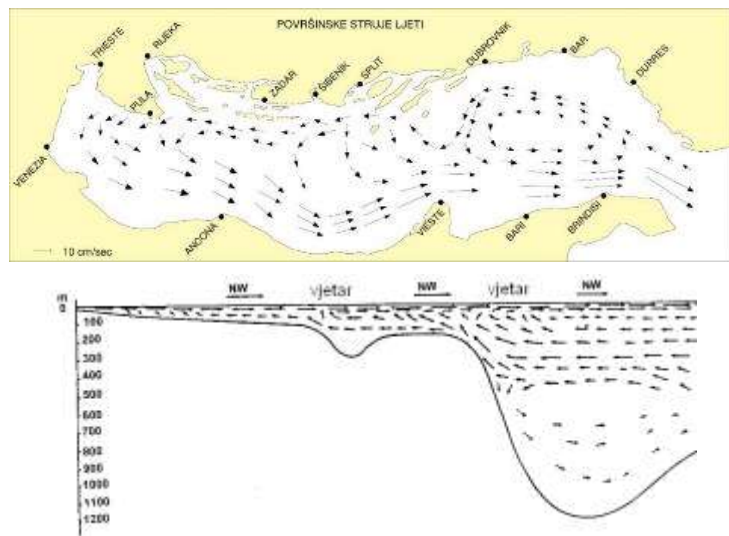 POVRŠINSKE STRUJE LJETI
TRIESTE
RIJEKA
PULA
ZADAR
ŠIBENIK
SPLIT
DUBROVNIK
BAR
DURRES
VENEZIA
ANCONA
VIESTE
BARI
BRINDISI
10 cm/sec
NW vjetar NW vjetar NW
m
0
100
200
300
400
500
600
700
800
900
1000
1100
1200